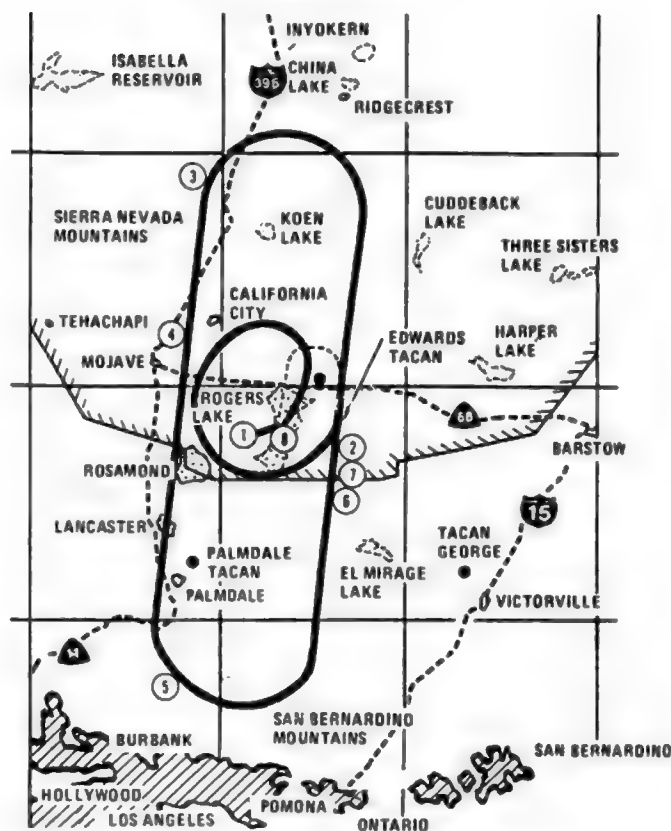 INYOKERN
ISABELLA
RESERVOIR
CHINA
LAKE
395
RIDGECREST
3
SIERRA NEVADA
MOUNTAINS
KOEN
LAKE
CUDDEBACK
LAKE
THREE SISTERS
LAKE
CALIFORNIA
CITY
TEHACHAPI
4
EDWARDS
TACAN
HARPER
LAKE
MOJAVE
ROGERS
LAKE
1
8
2
BARSTOW
ROSAMOND
7
6
15
LANCASTER
PALMDALE
TACAN
TACAN
GEORGE
EL MIRAGE
LAKE
PALMDALE
VICTORVILLE
5
SAN BERNARDINO
MOUNTAINS
BURBANK
SAN BERNARDINO
HOLLYWOOD
POMONA
LOS ANGELES
ONTARIO